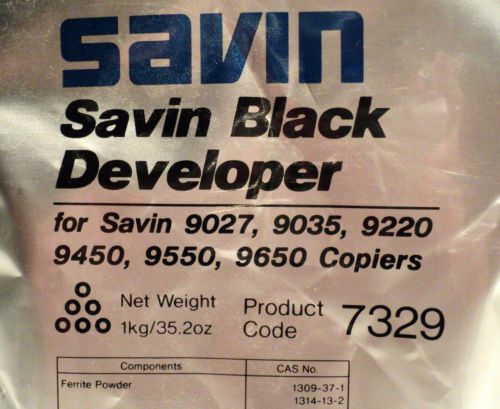 savin
Savin Black
Developer
for Savin 9027, 9035, 9220
9450, 9550, 9650 Copiers
Net Weight
1kg/35.2oz
Product
Code
7329
Components CAS No.
Ferrite Powder 1309-37-1
1314-13-2